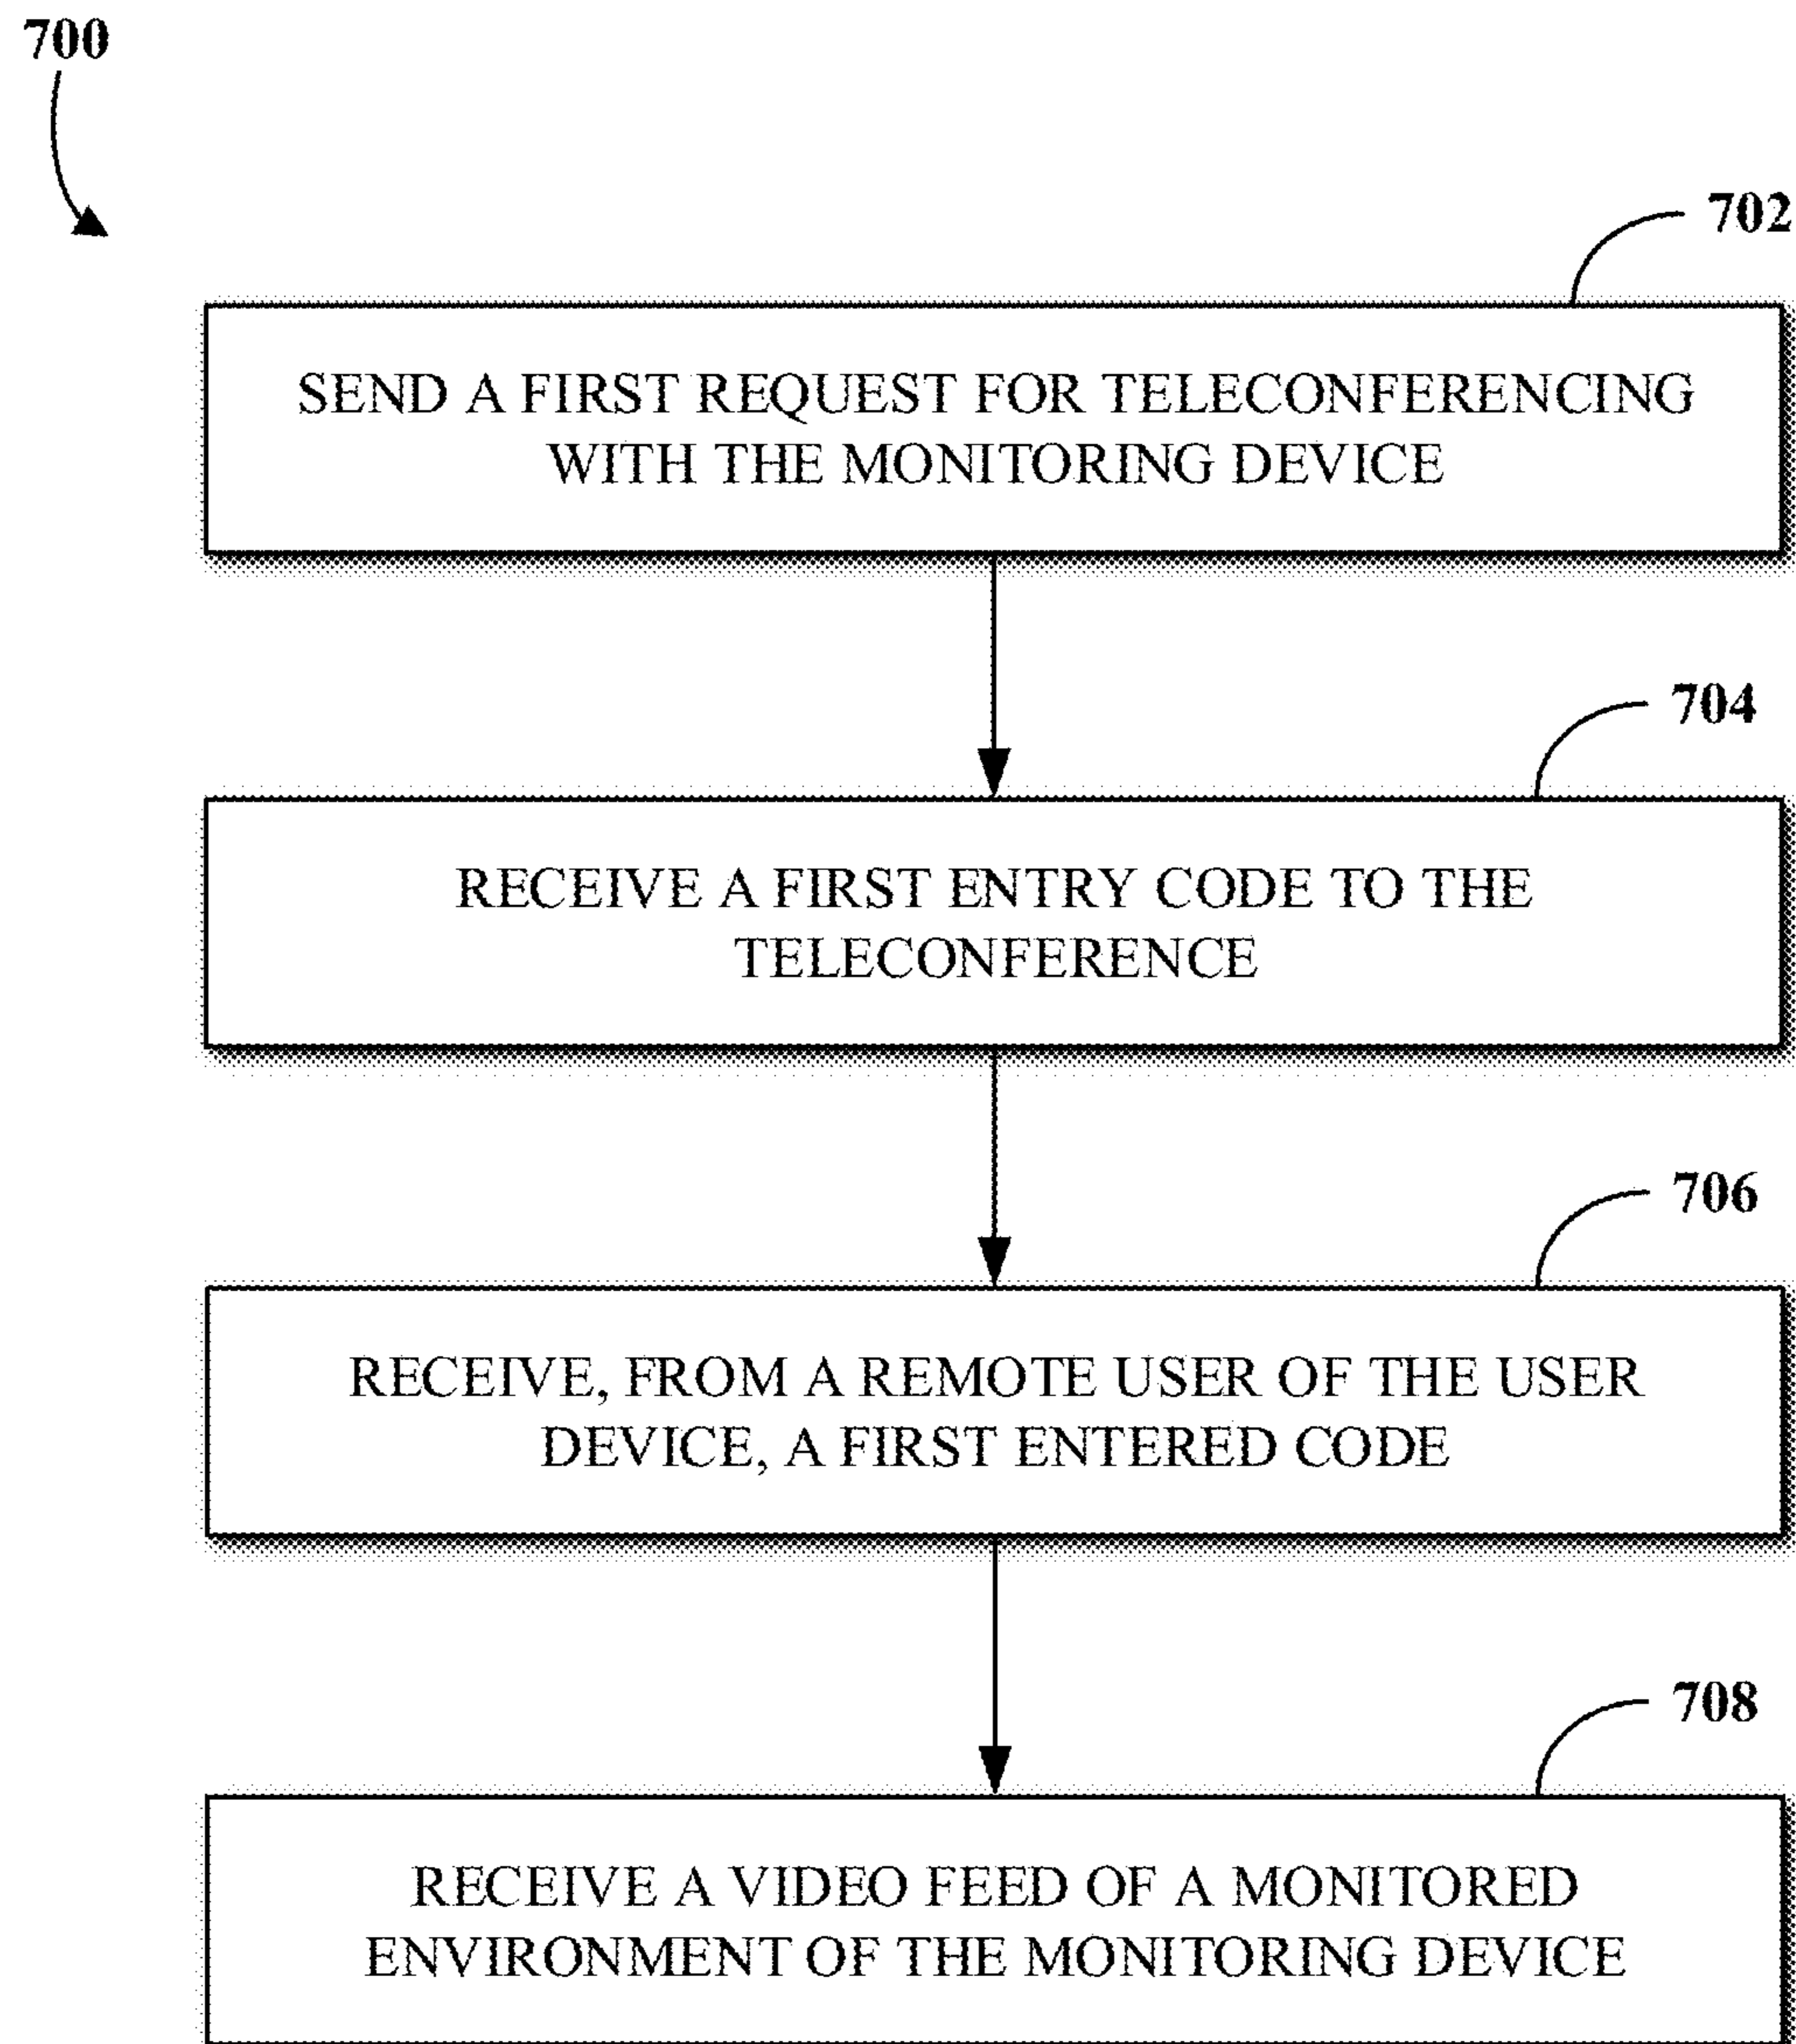 700
702
SEND A FIRST REQUEST FOR TELECONFERENCING
WITH THE MONITORING DEVICE
704
RECEIVE A FIRST ENTRY CODE TO THE
TELECONFERENCE
706
RECEIVE, FROM A REMOTE USER OF THE USER
DEVICE, A FIRST ENTERED CODE
708
RECEIVE A VIDEO FEED OF A MONITORED
ENVIRONMENT OF THE MONITORING DEVICE